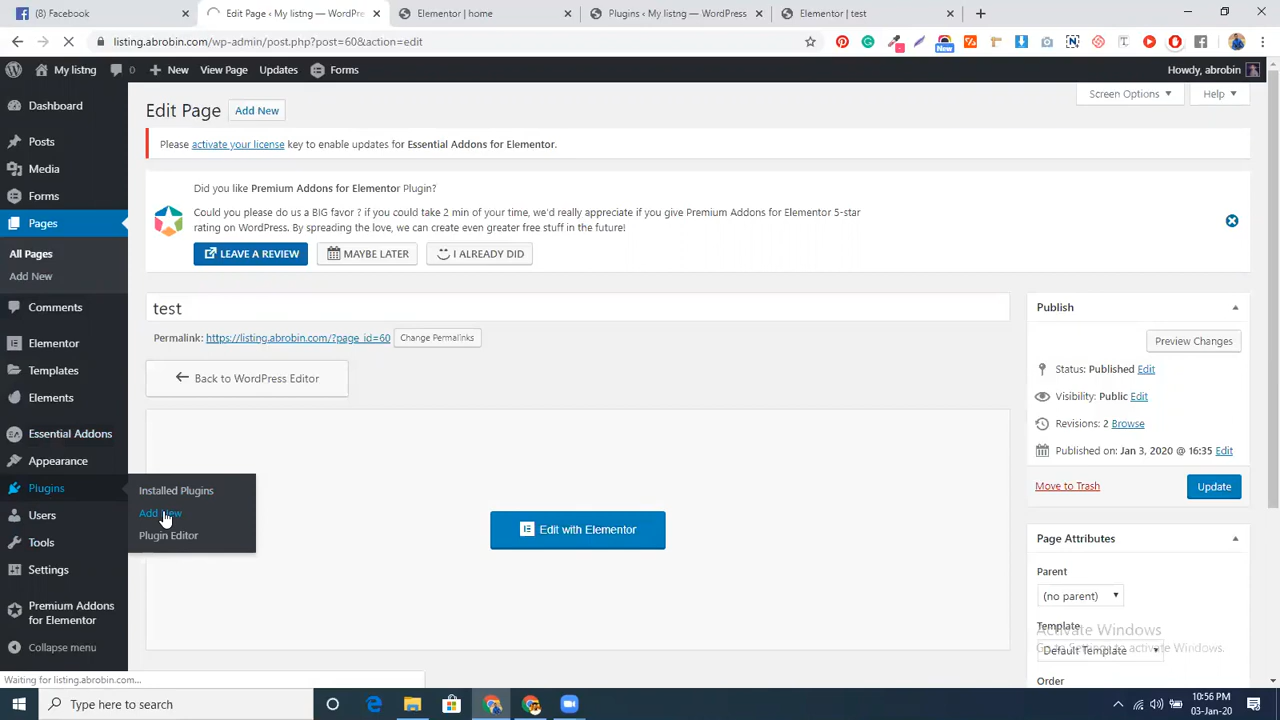 Facebook
Edit Page ‹ My listng — WordPre
Elementor | home
Plugins ‹ My listng — WordPress
Elementor | test
listing.abrobin.com/wp-admin/post.php?post=60&action=edit
New
My listng
0
New
View Page
Updates
Forms
Howdy, abrobin
Dashboard
Posts
Media
Forms
Pages
All Pages
Add New
Comments
Elementor
Templates
Elements
Essential Addons
Appearance
Plugins
Installed Plugins
Add New
Plugin Editor
Users
Tools
Settings
Premium Addons
for Elementor
Collapse menu
Screen Options
Help
Edit Page
Add New
Please activate your license key to enable updates for Essential Addons for Elementor.
Did you like Premium Addons for Elementor Plugin?
Could you please do us a BIG favor ? if you could take 2 min of your time, we'd really appreciate if you give Premium Addons for Elementor 5-star
rating on WordPress. By spreading the love, we can create even greater free stuff in the future!
LEAVE A REVIEW
MAYBE LATER
I ALREADY DID
test
Permalink: https://listing.abrobin.com/?page_id=60
Change Permalinks
Back to WordPress Editor
Edit with Elementor
Publish
Preview Changes
Status: Published Edit
Visibility: Public Edit
Revisions: 2 Browse
Published on: Jan 3, 2020 @ 16:35 Edit
Move to Trash
Update
Page Attributes
Parent
(no parent)
Template
Default Template
Order
Activate Windows
Go to Settings to activate Windows.
Waiting for listing.abrobin.com...
Type here to search
10:56 PM
03-Jan-20